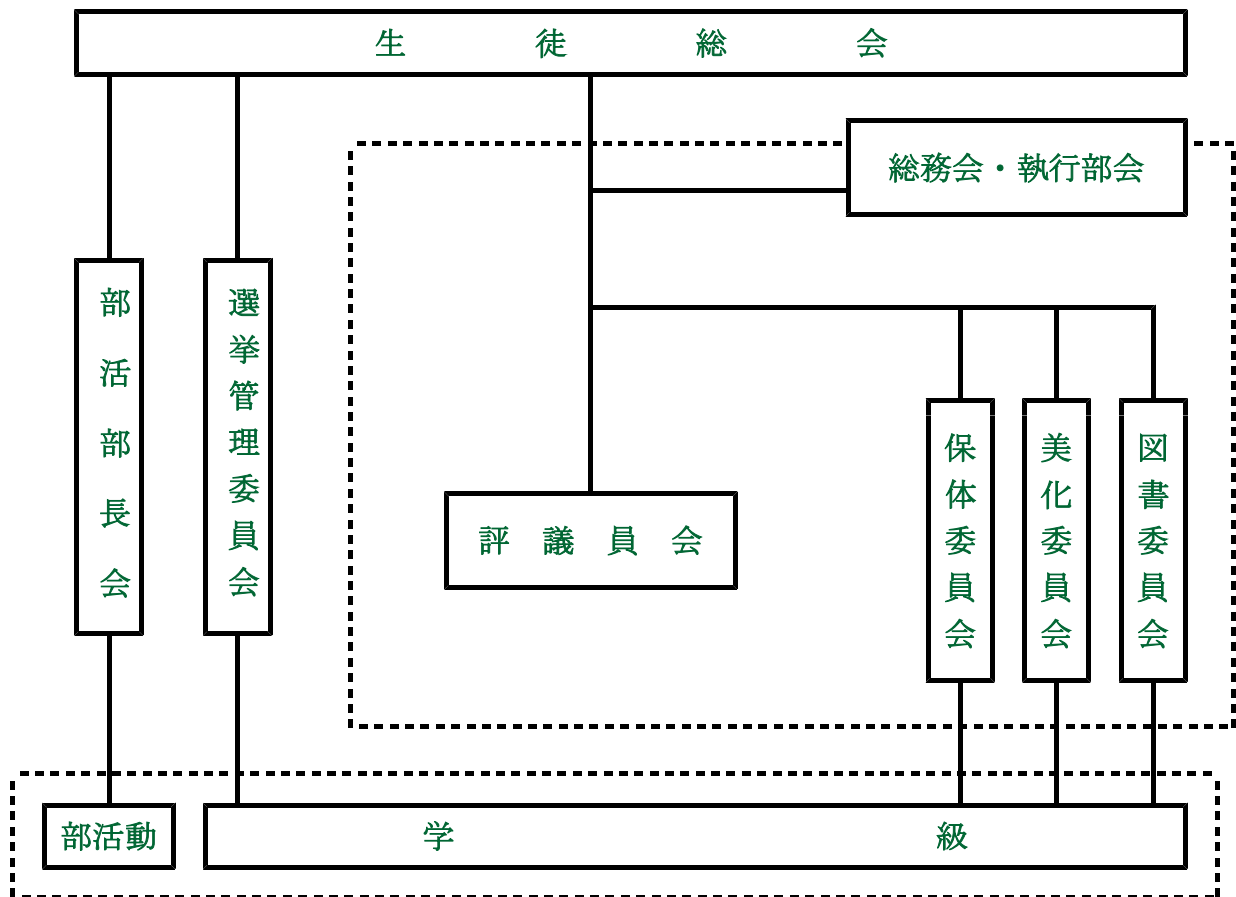 生徒総会
総務会・執行部会
部活部長会
選挙管理委員会
評議員会
保体委員会
美化委員会
図書委員会
部活動
学級